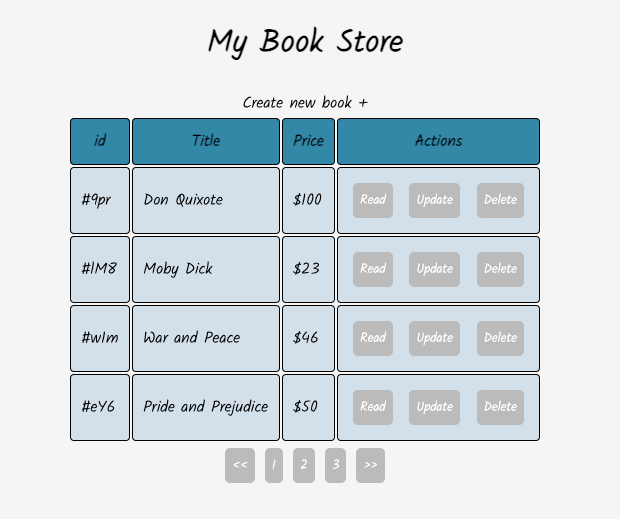 My Book Store
Create new book +
id Title Price Actions
#9pr Don Quixote $100 Read Update Delete
#lM8 Moby Dick $23 Read Update Delete
#wlm War and Peace $46 Read Update Delete
#eY6 Pride and Prejudice $50 Read Update Delete
<< 1 2 3 >>